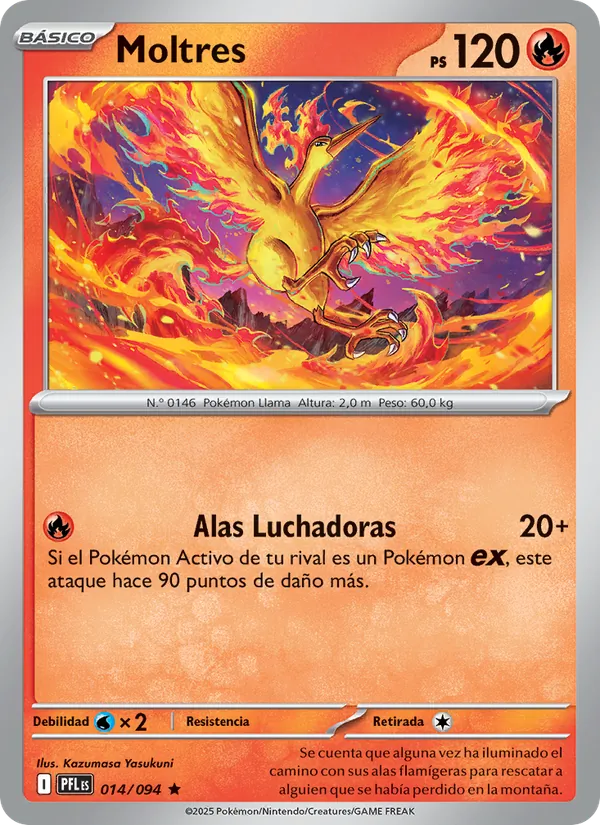 BÁSICO
Moltres
PS 120
N.º 0146 Pokémon Llama Altura: 2,0 m Peso: 60,0 kg
Alas Luchadoras 20+
Si el Pokémon Activo de tu rival es un Pokémon ex, este
ataque hace 90 puntos de daño más.
Debilidad ×2 Resistencia Retirada
Ilus. Kazumasa Yasukuni
I PFL ES 014/094 ★
Se cuenta que alguna vez ha iluminado el
camino con sus alas flamígeras para rescatar a
alguien que se había perdido en la montaña.
©2025 Pokémon/Nintendo/Creatures/GAME FREAK